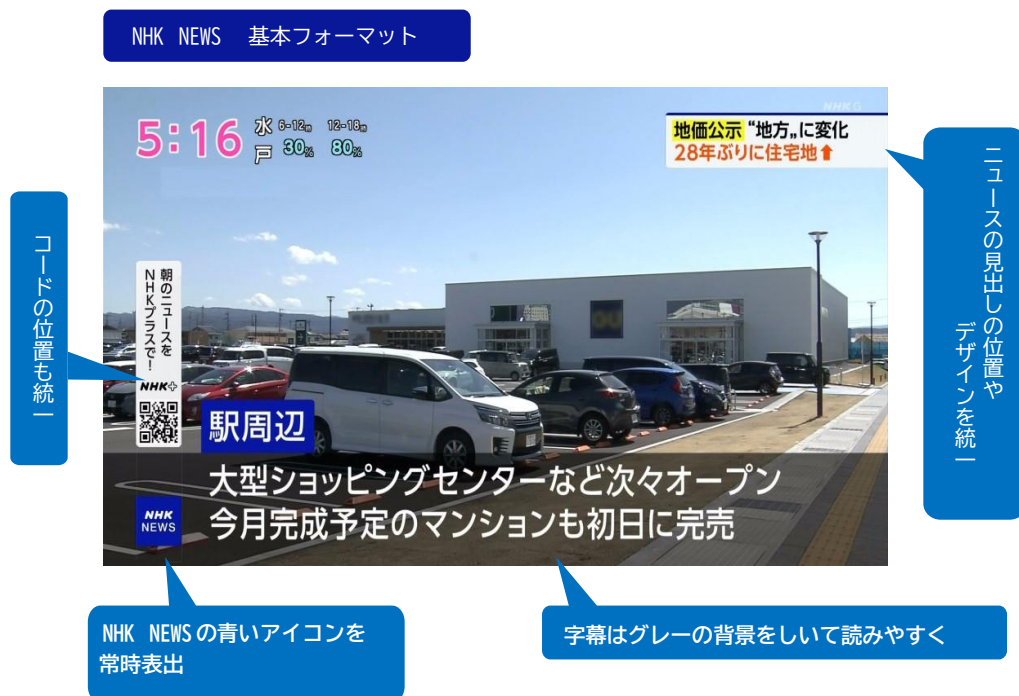 NHK NEWS 基本フォーマット
NHK G
5:16
水 6-12時 12-18時
戸 30% 80%
地価公示 “地方„に変化
28年ぶりに住宅地⬆
ニュースの見出しの位置や
デザインを統一
コードの位置も統一
朝のニュースを
NHKプラスで!
NHK+
駅周辺
大型ショッピングセンターなど次々オープン
今月完成予定のマンションも初日に完売
NHK
NEWS
NHK NEWSの青いアイコンを
常時表出
字幕はグレーの背景をしいて読みやすく